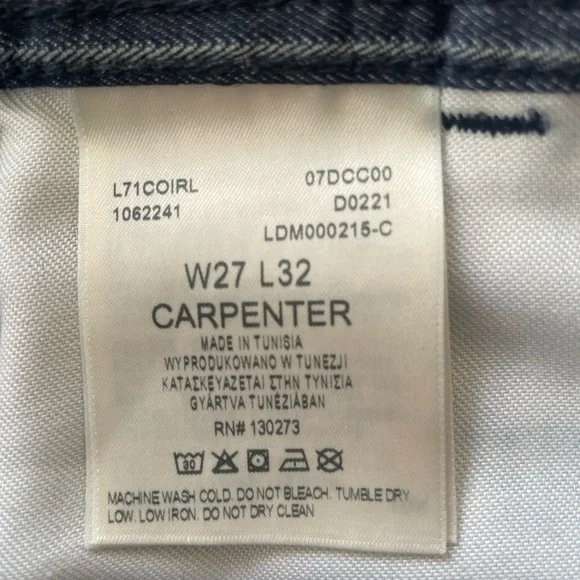 L71COIRL 07DCC00
1062241 D0221
LDM000215-C
W27 L32
CARPENTER
MADE IN TUNISIA
WYPRODUKOWANO W TUNEZJI
ΚΑΤΑΣΚΕΥΑΖΕΤΑΙ ΣΤΗΝ ΤΥΝΙΣΙΑ
GYÁRTVA TUNÉZIÁBAN
RN# 130273
30
MACHINE WASH COLD. DO NOT BLEACH. TUMBLE DRY
LOW. LOW IRON. DO NOT DRY CLEAN